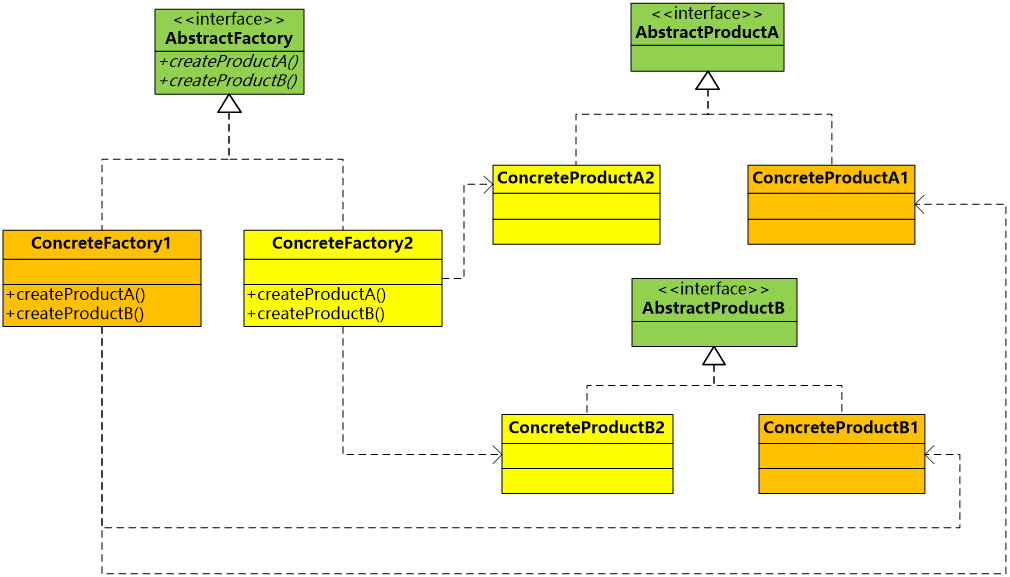 <<interface>>
AbstractFactory
+createProductA()
+createProductB()
<<interface>>
AbstractProductA
ConcreteProductA2
ConcreteProductA1
ConcreteFactory1
+createProductA()
+createProductB()
ConcreteFactory2
+createProductA()
+createProductB()
<<interface>>
AbstractProductB
ConcreteProductB2
ConcreteProductB1